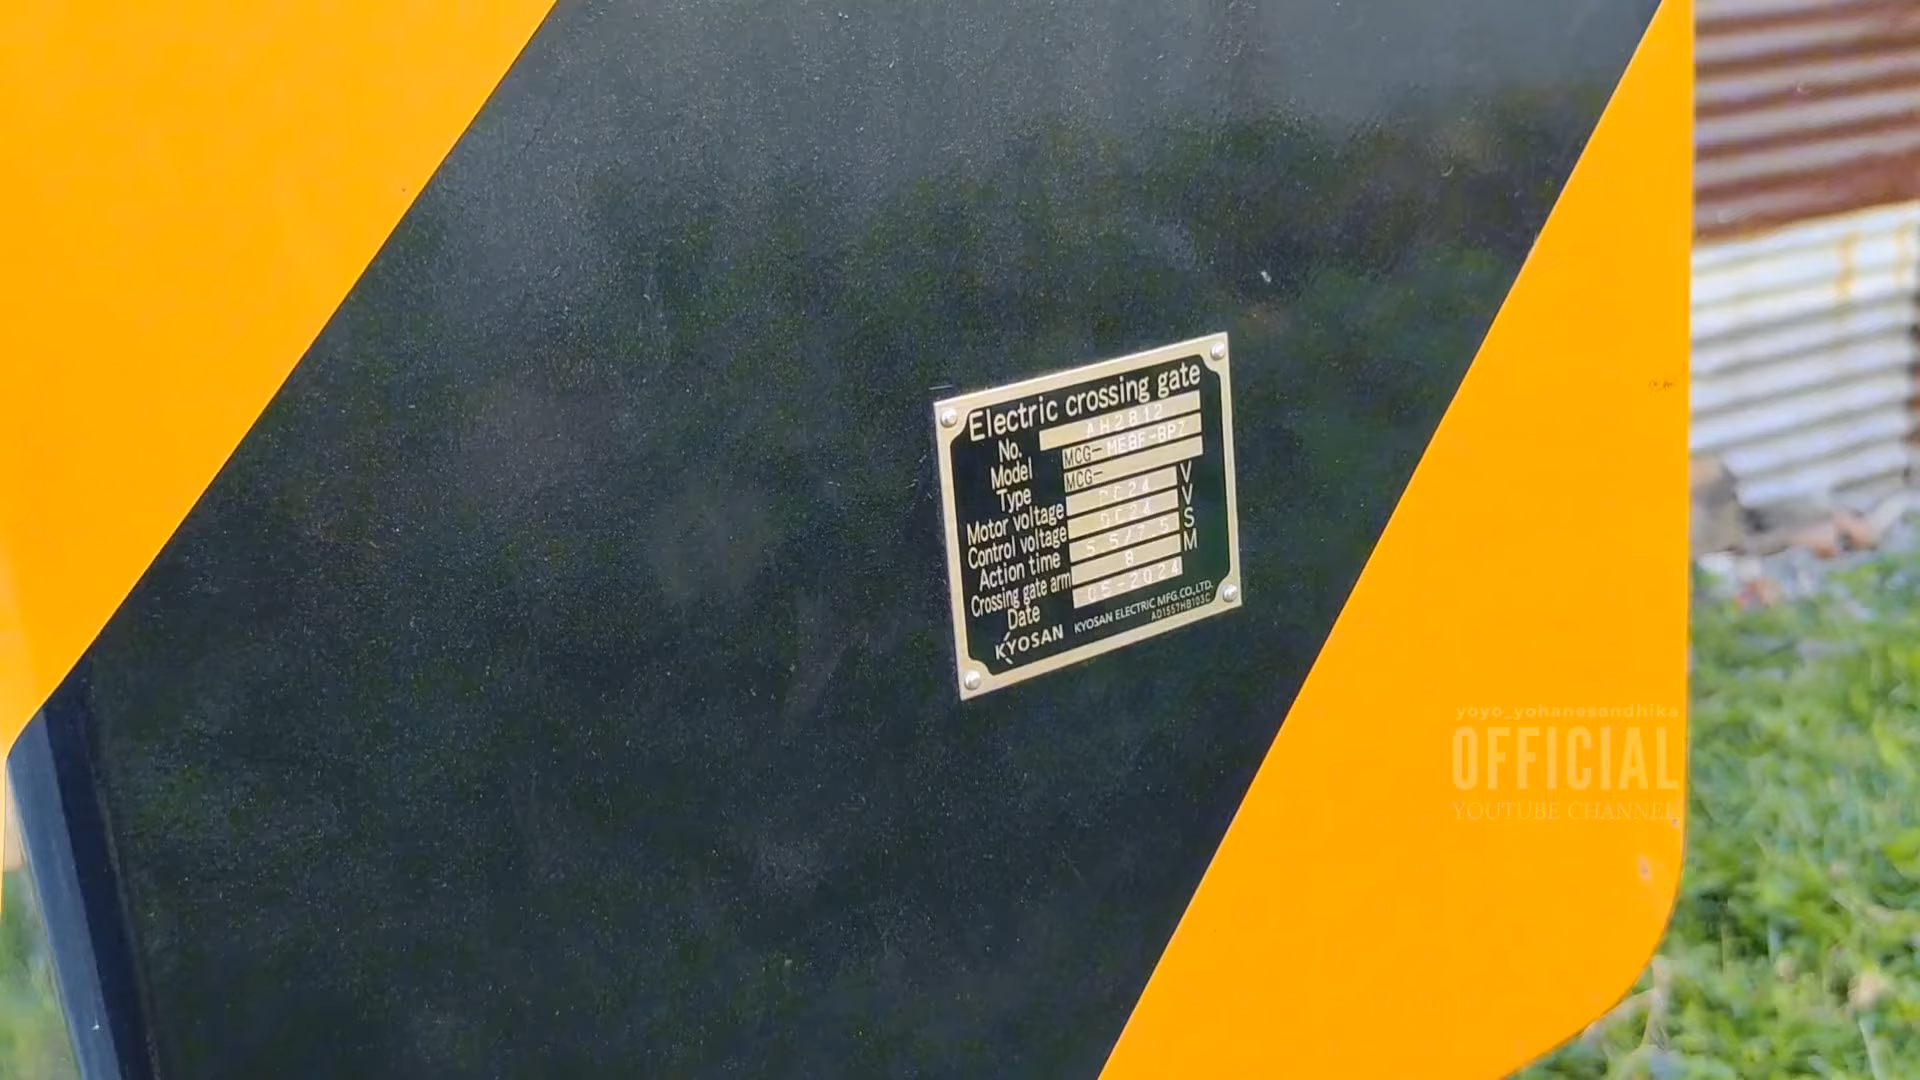 Electric crossing gate
No. AH2812
Model MCG-
Type MCG-
Motor voltage DC24 V
Control voltage DC24 V
Action time 5.5/7.5 S
Crossing gate arm 8 M
Date 05-2024
KYOSAN KYOSAN ELECTRIC MFG.CO.,LTD.
AD1557HB103C
yoyo_yohanesandhika
OFFICIAL
YOUTUBE CHANNEL